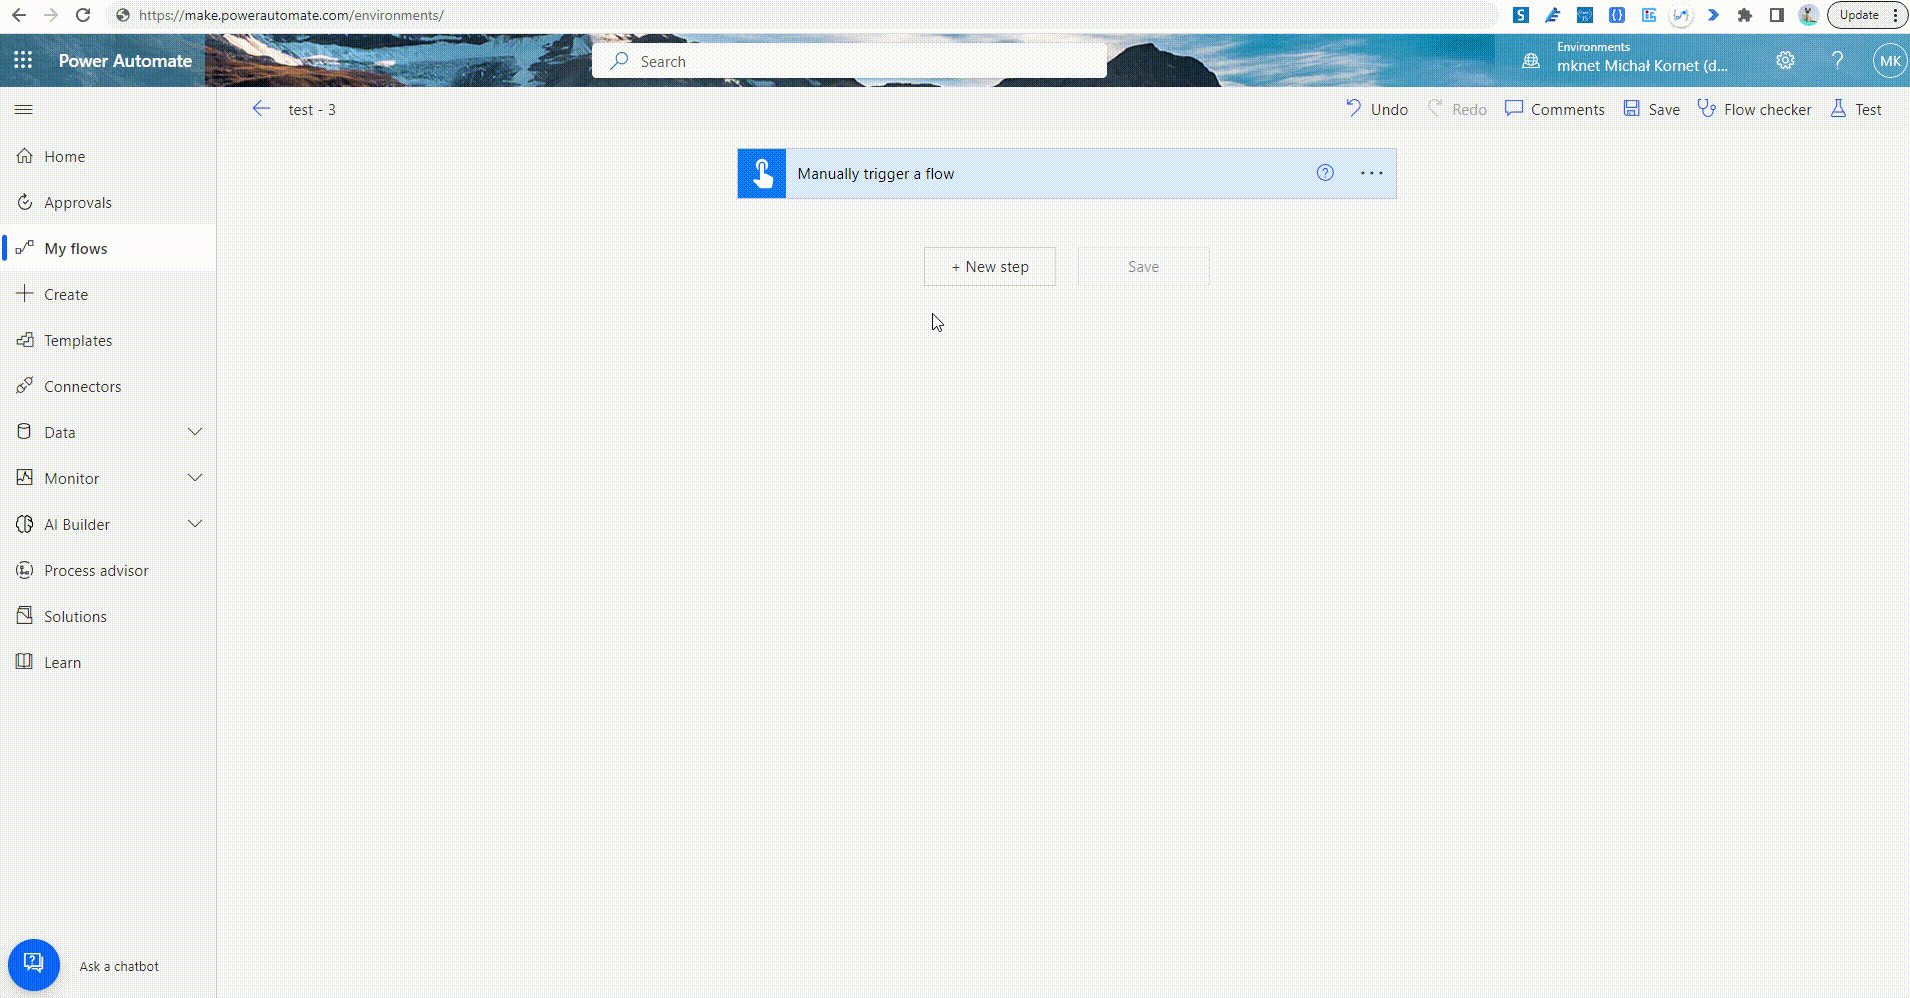 https://make.powerautomate.com/environments/
Update
Power Automate
Search
Environments
mknet Michał Kornet (d...
MK
test - 3
Undo
Redo
Comments
Save
Flow checker
Test
Home
Approvals
My flows
Create
Templates
Connectors
Data
Monitor
AI Builder
Process advisor
Solutions
Learn
Manually trigger a flow
+ New step
Save
Ask a chatbot